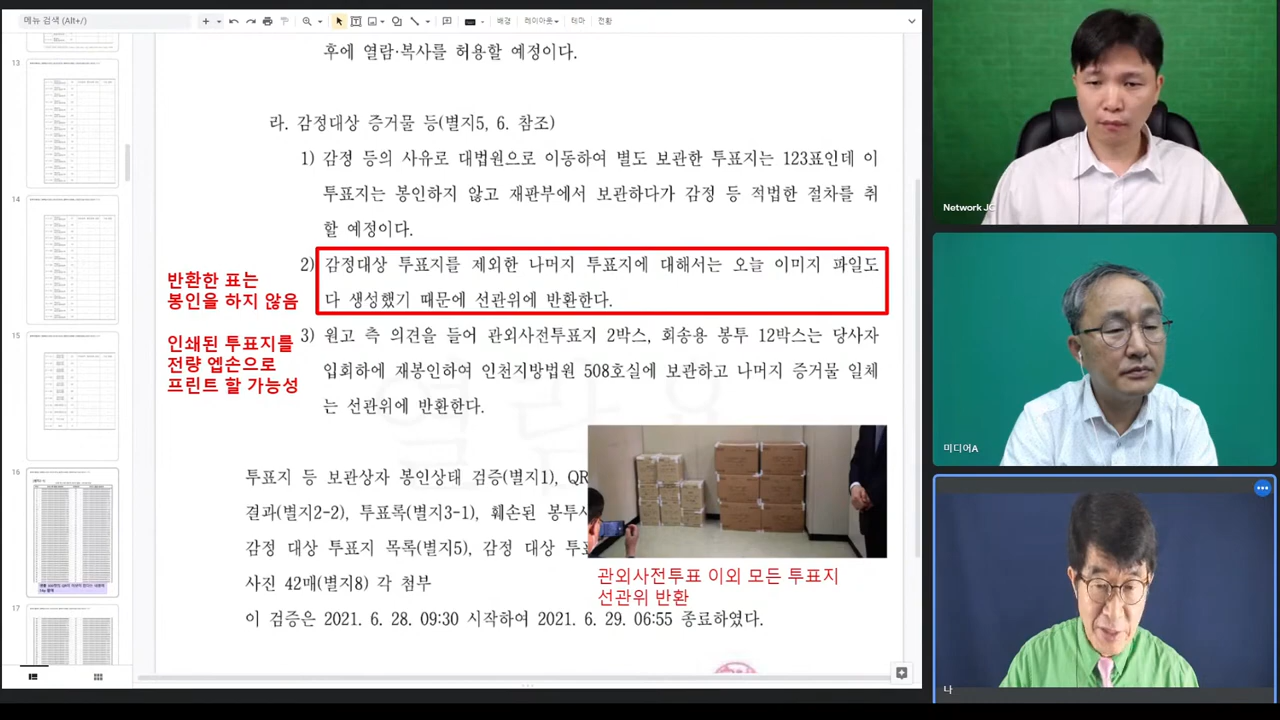 메뉴 검색 (Alt+/)
배경
레이아웃
테마
전환
13
14
15
16
17
후에 열람·복사를 허용할 예정이다.
라. 감정대상 증거물 등(별지5, 6 참조)
1) 감정 등의 사유로 대법원으로 이동하여 별도 보관한 투표지는 123표인데 이
투표지는 봉인하지 않고 재판부에서 보관하다가 감정 등 적법한 절차를 취
할 예정이다.
2) 감정대상 투표지를 제외한 나머지 투표지에 대해서는 오늘 이미지 파일도
다 생성했기 때문에 선관위에 반환한다.
반환한 표는
봉인을 하지 않음
인쇄된 투표지를
전량 엡손으로
프린트 할 가능성
3) 원고 측 의견을 들어 관외사전투표지 2박스, 회송용 봉투 12박스는 당사자
입회하에 재봉인하여 인천지방법원 508호실에 보관하고 나머지 증거물 일체
는 선관위에 반환한다.
투표지 등 보관상자 봉인상태 검증(별지1), QR
결과(별지2-2), 투표록(별지3-1), 훼손된 봉투
감정 대상 투표지 목록(별지5), 감정 대상 투표
사진 42매(별지8) 각 첨부
관외사전투표 이외 모든 투표지
선관위 반환
이 검증은 2021. 6. 28. 09:30 시작하여 2021. 6. 29. 06:55 종료하였다.
Network JC
미디어A
나